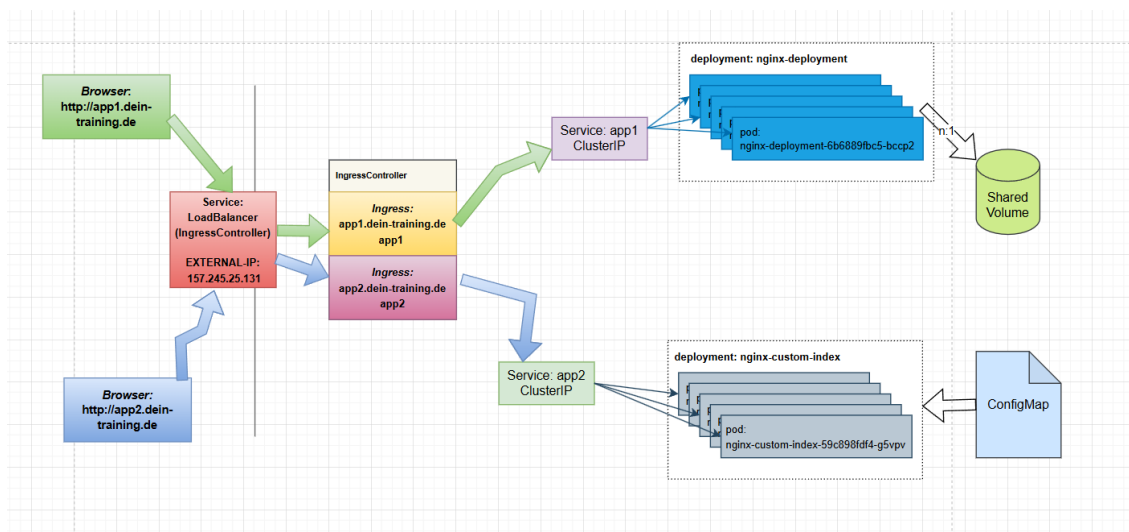 Browser:
http://app1.dein-
training.de
Service:
LoadBalancer
(IngressController)
EXTERNAL-IP:
157.245.25.131
Browser:
http://app2.dein-
training.de
IngressController
Ingress:
app1.dein-training.de
app1
Ingress:
app2.dein-training.de
app2
Service: app1
ClusterIP
deployment: nginx-deployment
pod:
nginx-deployment-6b6889fbc5-bccp2
n:1
Shared
Volume
Service: app2
ClusterIP
deployment: nginx-custom-index
pod:
nginx-custom-index-59c898fdf4-g5vpv
ConfigMap